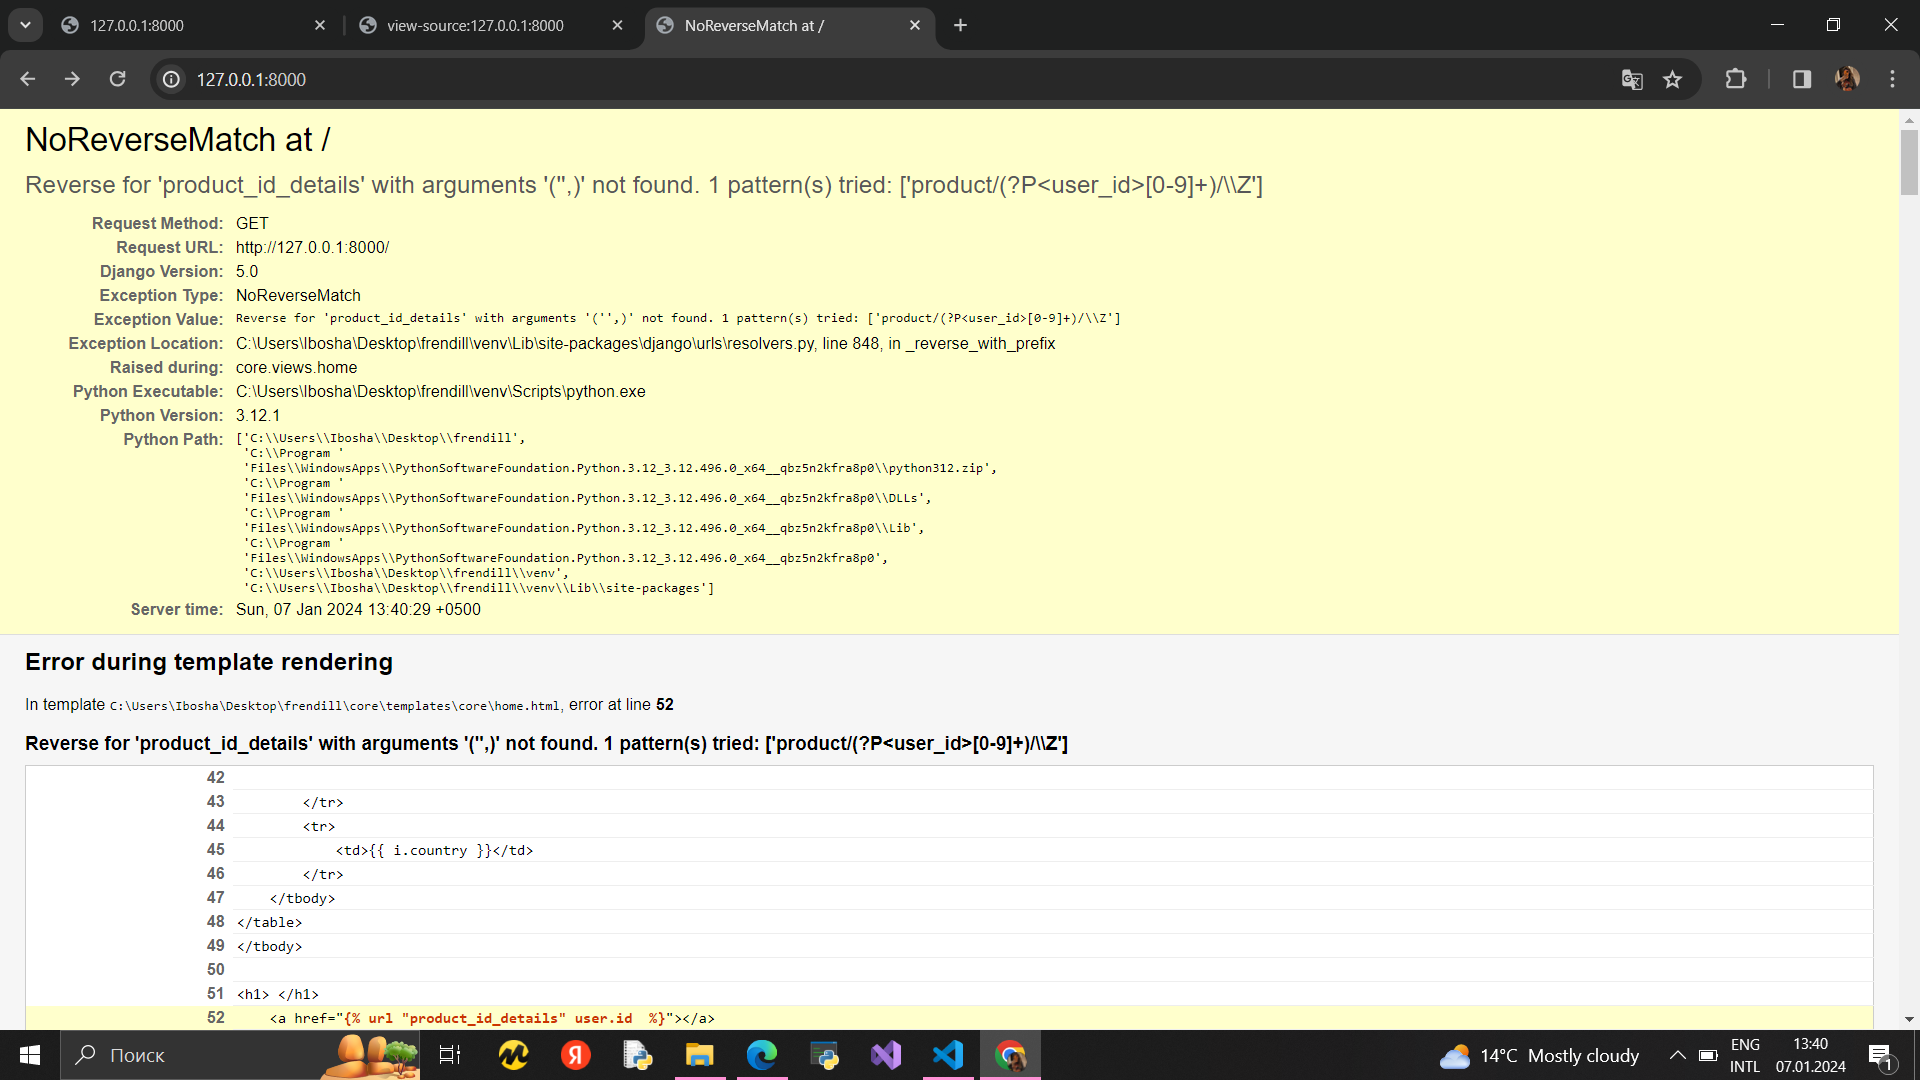 127.0.0.1:8000
view-source:127.0.0.1:8000
NoReverseMatch at /
127.0.0.1:8000
NoReverseMatch at /
Reverse for 'product_id_details' with arguments '('',)' not found. 1 pattern(s) tried: ['product/(?P<user_id>[0-9]+)/\\Z']
Request Method: GET
Request URL: http://127.0.0.1:8000/
Django Version: 5.0
Exception Type: NoReverseMatch
Exception Value: Reverse for 'product_id_details' with arguments '('',)' not found. 1 pattern(s) tried: ['product/(?P<user_id>[0-9]+)/\\Z']
Exception Location: C:\Users\Ibosha\Desktop\frendill\venv\Lib\site-packages\django\urls\resolvers.py, line 848, in _reverse_with_prefix
Raised during: core.views.home
Python Executable: C:\Users\Ibosha\Desktop\frendill\venv\Scripts\python.exe
Python Version: 3.12.1
Python Path: ['C:\\Users\\Ibosha\\Desktop\\frendill',
'C:\\Program '
'Files\\WindowsApps\\PythonSoftwareFoundation.Python.3.12_3.12.496.0_x64__qbz5n2kfra8p0\\python312.zip',
'C:\\Program '
'Files\\WindowsApps\\PythonSoftwareFoundation.Python.3.12_3.12.496.0_x64__qbz5n2kfra8p0\\DLLs',
'C:\\Program '
'Files\\WindowsApps\\PythonSoftwareFoundation.Python.3.12_3.12.496.0_x64__qbz5n2kfra8p0\\Lib',
'C:\\Program '
'Files\\WindowsApps\\PythonSoftwareFoundation.Python.3.12_3.12.496.0_x64__qbz5n2kfra8p0',
'C:\\Users\\Ibosha\\Desktop\\frendill\\venv',
'C:\\Users\\Ibosha\\Desktop\\frendill\\venv\\Lib\\site-packages']
Server time: Sun, 07 Jan 2024 13:40:29 +0500
Error during template rendering
In template C:\Users\Ibosha\Desktop\frendill\core\templates\core\home.html, error at line 52
Reverse for 'product_id_details' with arguments '('',)' not found. 1 pattern(s) tried: ['product/(?P<user_id>[0-9]+)/\\Z']
42
43 </tr>
44 <tr>
45 <td>{{ i.country }}</td>
46 </tr>
47 </tbody>
48 </table>
49 </tbody>
50
51 <h1> </h1>
52 <a href="{% url "product_id_details" user.id  %}"></a>
Поиск
Я
14°C Mostly cloudy
ENG
INTL
13:40
07.01.2024
1